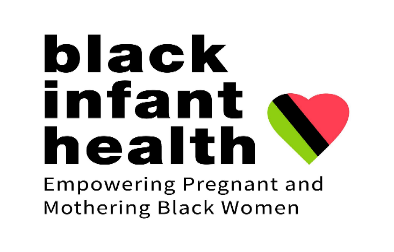 black
infant
health
Empowering Pregnant and
Mothering Black Women